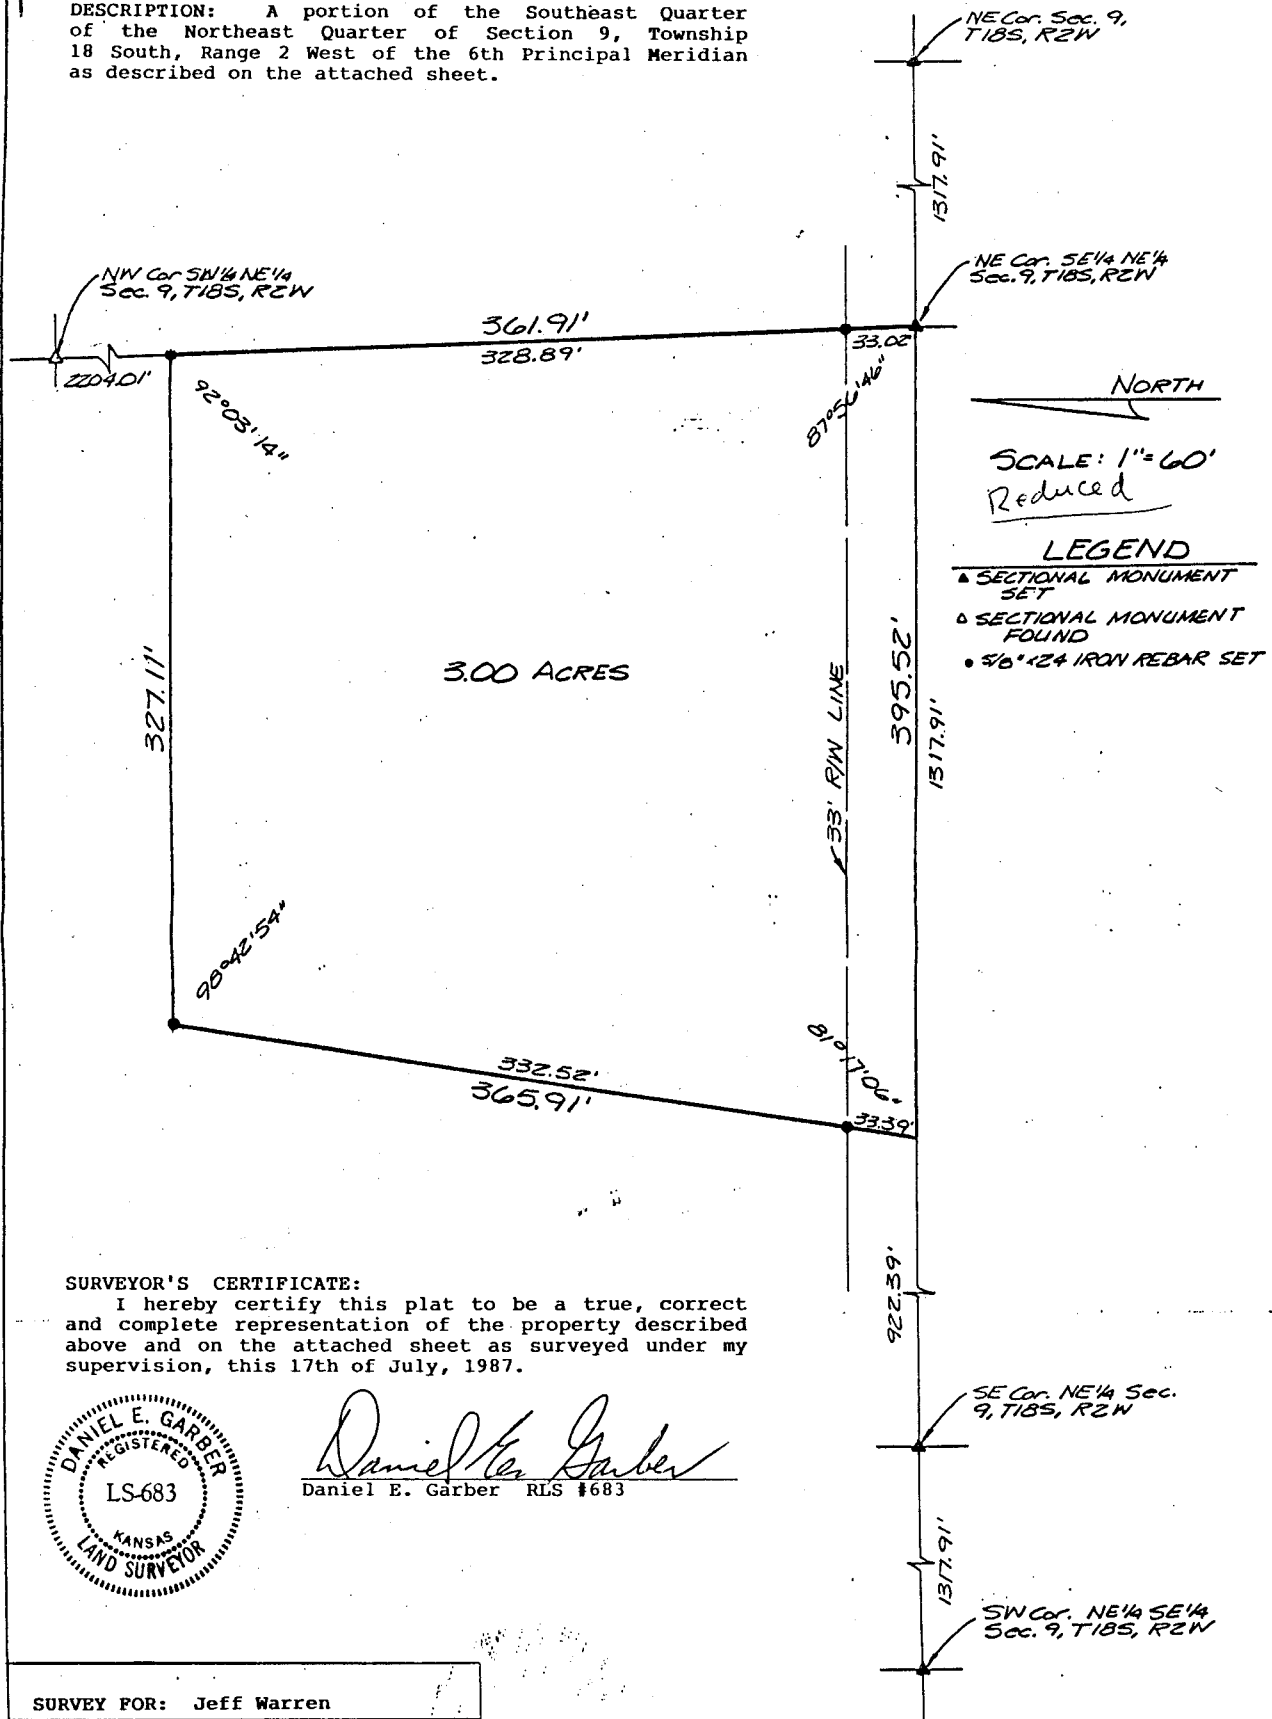 DESCRIPTION: A portion of the Southeast Quarter
of the Northeast Quarter of Section 9, Township
18 South, Range 2 West of the 6th Principal Meridian
as described on the attached sheet.
NE Cor. Sec. 9,
T18S, R2W
1317.91'
NW Cor SW¼ NE¼
Sec. 9, T18S, R2W
NE Cor. SE¼ NE¼
Sec. 9, T18S, R2W
2204.01'
361.91'
328.89'
33.02'
92°03'14"
87°56'46"
NORTH
SCALE: 1"=60'
Reduced
LEGEND
▲ SECTIONAL MONUMENT
SET
△ SECTIONAL MONUMENT
FOUND
● 5/8"x24 IRON REBAR SET
327.11'
3.00 ACRES
33' R/W LINE
395.52'
1317.91'
98°42'54"
81°17'06"
332.52'
365.91'
33.39'
922.39'
SURVEYOR'S CERTIFICATE:
I hereby certify this plat to be a true, correct
and complete representation of the property described
above and on the attached sheet as surveyed under my
supervision, this 17th of July, 1987.
SE Cor. NE¼ Sec.
9, T18S, R2W
DANIEL E. GARBER
REGISTERED
LS-683
KANSAS
LAND SURVEYOR
Daniel E. Garber
Daniel E. Garber RLS #683
1317.91'
SW Cor. NE¼ SE¼
Sec. 9, T18S, R2W
SURVEY FOR: Jeff Warren